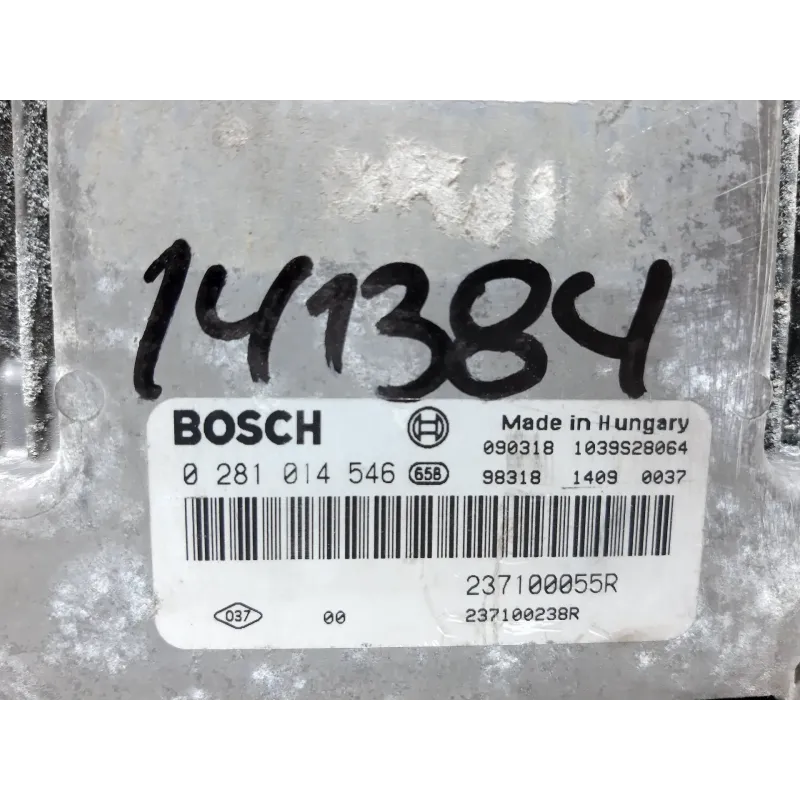 141384
BOSCH Made in Hungary
090318 1039S28064
0 281 014 546 658 98318 1409 0037
237100055R
037 00 237100238R